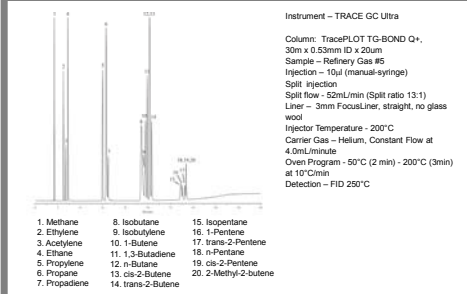 12,13
Instrument – TRACE GC Ultra
Column: TracePLOT TG-BOND Q+,
30m x 0.53mm ID x 20um
Sample – Refinery Gas #5
Injection – 10µl (manual-syringe)
Split injection
Split flow - 52mL/min (Split ratio 13:1)
Liner – 3mm FocusLiner, straight, no glass
wool
Injector Temperature - 200°C
Carrier Gas – Helium, Constant Flow at
4.0mL/minute
Oven Program - 50°C (2 min) - 200°C (3min)
at 10°C/min
Detection – FID 250°C
1. Methane
2. Ethylene
3. Acetylene
4. Ethane
5. Propylene
6. Propane
7. Propadiene
8. Isobutane
9. Isobutylene
10. 1-Butene
11. 1,3-Butadiene
12. n-Butane
13. cis-2-Butene
14. trans-2-Butene
15. Isopentane
16. 1-Pentene
17. trans-2-Pentene
18. n-Pentane
19. cis-2-Pentene
20. 2-Methyl-2-butene